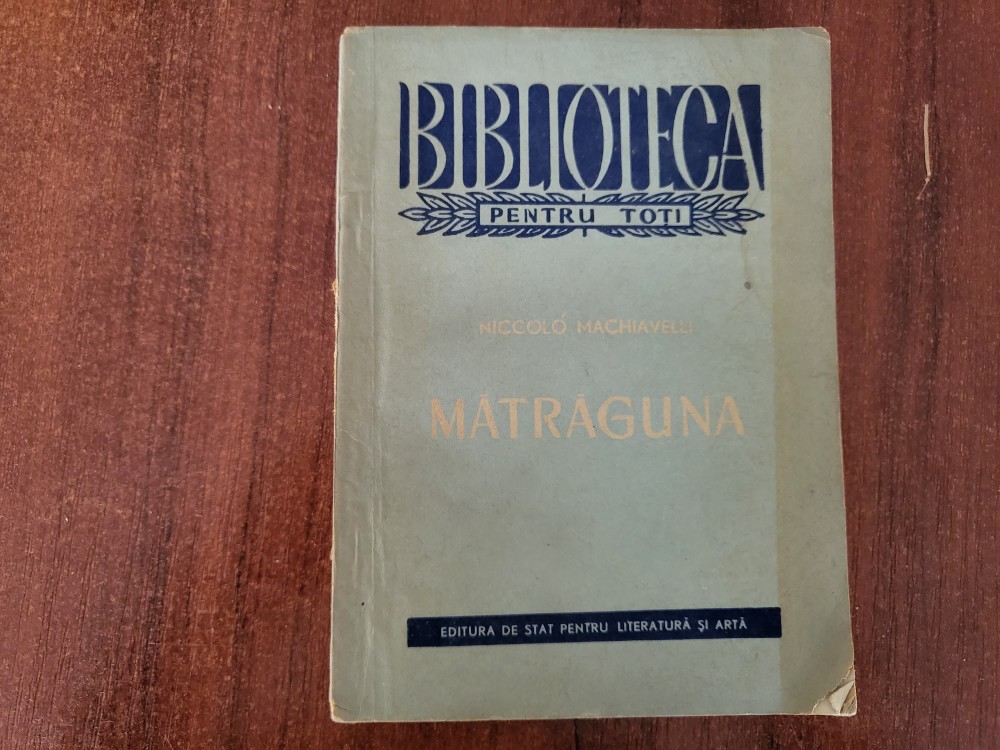 BIBLIOTECA
PENTRU TOȚI
NICCOLÒ MACHIAVELLI
MĂTRĂGUNA
EDITURA DE STAT PENTRU LITERATURĂ ȘI ARTĂ